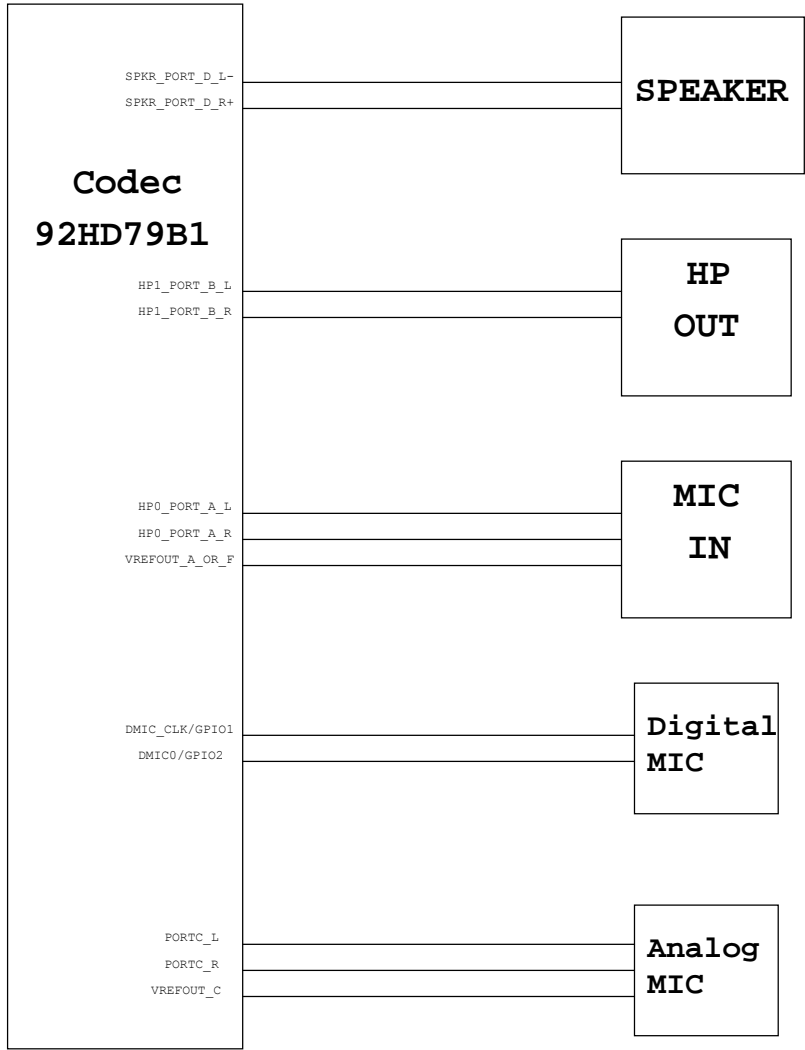 SPKR_PORT_D_L-
SPKR_PORT_D_R+
SPEAKER
Codec
92HD79B1
HP1_PORT_B_L
HP1_PORT_B_R
HP
OUT
HP0_PORT_A_L
HP0_PORT_A_R
VREFOUT_A_OR_F
MIC
IN
DMIC_CLK/GPIO1
DMIC0/GPIO2
Digital
MIC
PORTC_L
PORTC_R
VREFOUT_C
Analog
MIC